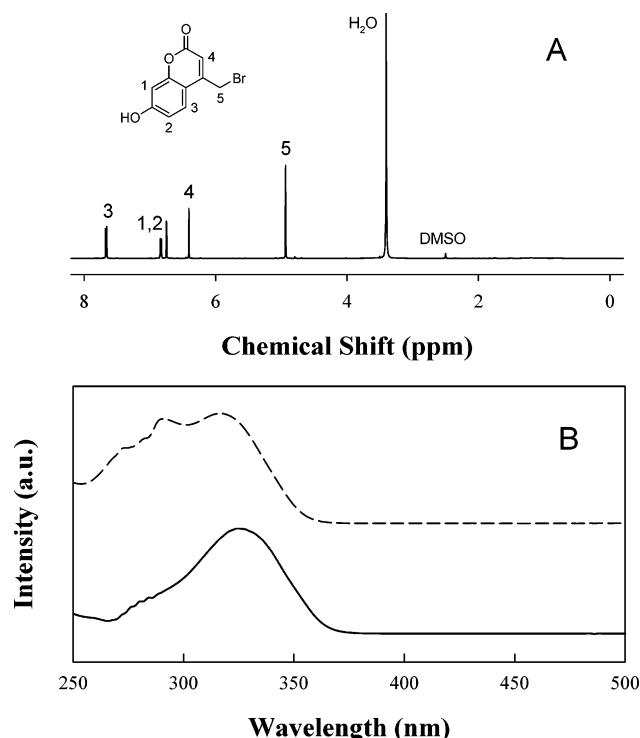 A
O
O
4
Br
1
5
HO
3
2
H₂O
5
4
3
1,2
DMSO
8 6 4 2 0
Chemical Shift (ppm)
B
Intensity (a.u.)
250 300 350 400 450 500
Wavelength (nm)